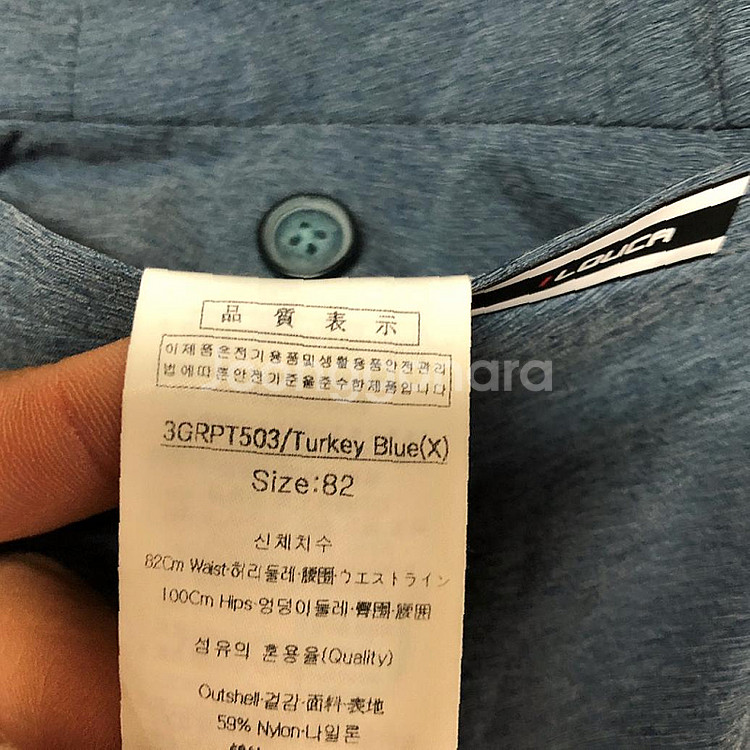 LOUICA
品 質 表 示
이 제품은 전기용품 및 생활용품 안전관리
법에 따른 안전기준을 준수한 제품입니다
3GRPT503/Turkey Blue(X)
Size:82
신체치수
82Cm Waist·허리둘레·腰囲·ウエストライン
100Cm Hips·엉덩이둘레·臀囲·腰囲
섬유의 혼용율(Quality)
Outshell·겉감·面料·表地
59% Nylon·나일론